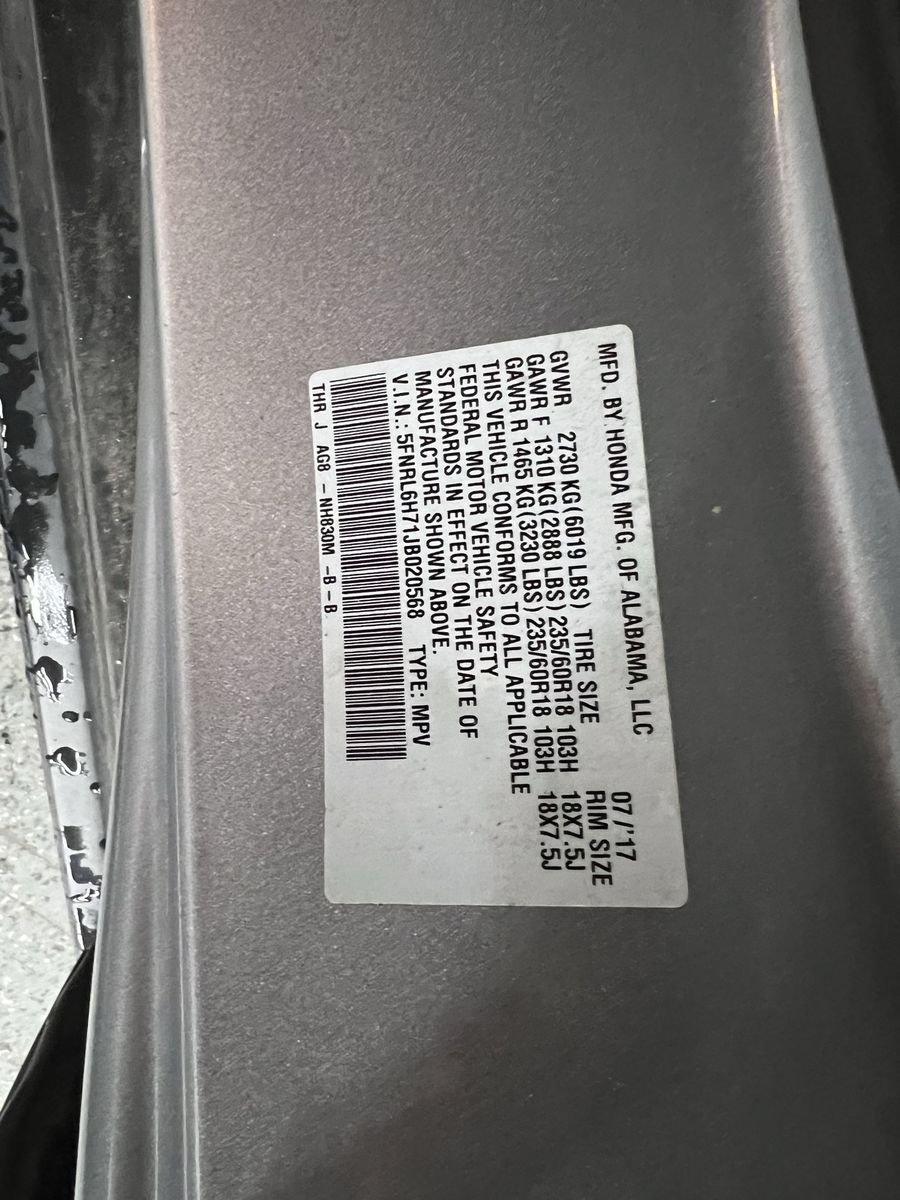 MFD. BY HONDA MFG. OF ALABAMA, LLC 07/'17
GVWR 2730 KG(6019 LBS) TIRE SIZE RIM SIZE
GAWR F 1310 KG(2888 LBS) 235/60R18 103H 18X7.5J
GAWR R 1465 KG(3230 LBS) 235/60R18 103H 18X7.5J
THIS VEHICLE CONFORMS TO ALL APPLICABLE
FEDERAL MOTOR VEHICLE SAFETY
STANDARDS IN EFFECT ON THE DATE OF
MANUFACTURE SHOWN ABOVE.
V.I.N.: 5FNRL6H71JB020568 TYPE: MPV
THR J AG8 - NH830M -B-B